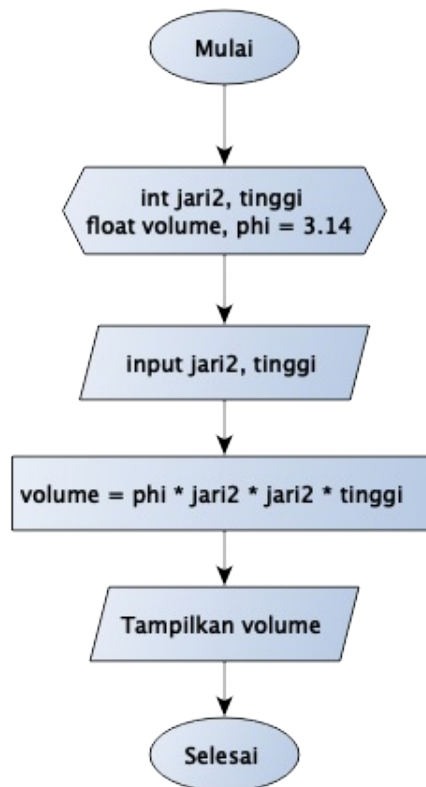 Mulai
int jari2, tinggi
float volume, phi = 3.14
input jari2, tinggi
volume = phi * jari2 * jari2 * tinggi
Tampilkan volume
Selesai